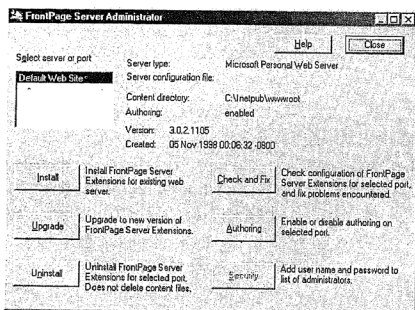 FrontPage Server Administrator
Help
Close
Select server or port
Default Web Site
Server type:
Microsoft Personal Web Server
Server configuration file:
Content directory:
C:\Inetpub\wwwroot
Authoring:
enabled
Version:
3.0.2.1105
Created:
05 Nov 1998 00:06:32 -0800
Install
Install FrontPage Server
Extensions for existing web
server.
Check and Fix
Check configuration of FrontPage
Server Extensions for selected port,
and fix problems encountered.
Upgrade
Upgrade to new version of
FrontPage Server Extensions.
Authoring
Enable or disable authoring on
selected port.
Uninstall
Uninstall FrontPage Server
Extensions for selected port.
Does not delete content files.
Security
Add user name and password to
list of administrators.